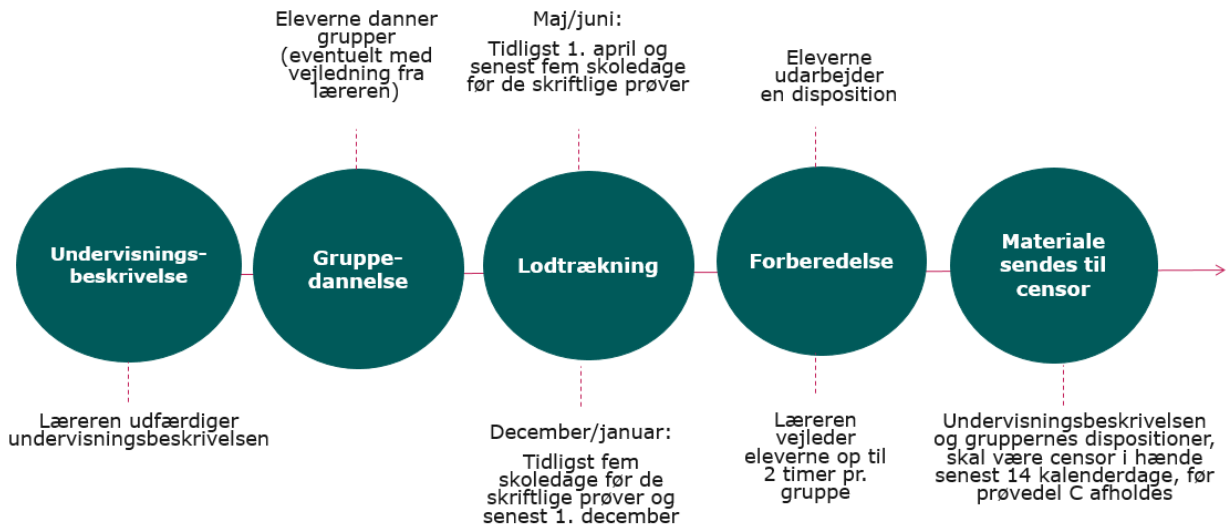 Eleverne danner
grupper
(eventuelt med
vejledning fra
læreren)
Maj/juni:
Tidligst 1. april og
senest fem skoledage
før de skriftlige prøver
Eleverne
udarbejder
en disposition
Undervisnings-
beskrivelse
Gruppe-
dannelse
Lodtrækning
Forberedelse
Materiale
sendes til
censor
Læreren udfærdiger
undervisningsbeskrivelsen
December/januar:
Tidligst fem
skoledage før de
skriftlige prøver og
senest 1. december
Læreren
vejleder
eleverne op til
2 timer pr.
gruppe
Undervisningsbeskrivelsen
og gruppernes dispositioner,
skal være censor i hænde
senest 14 kalenderdage, før
prøvedel C afholdes